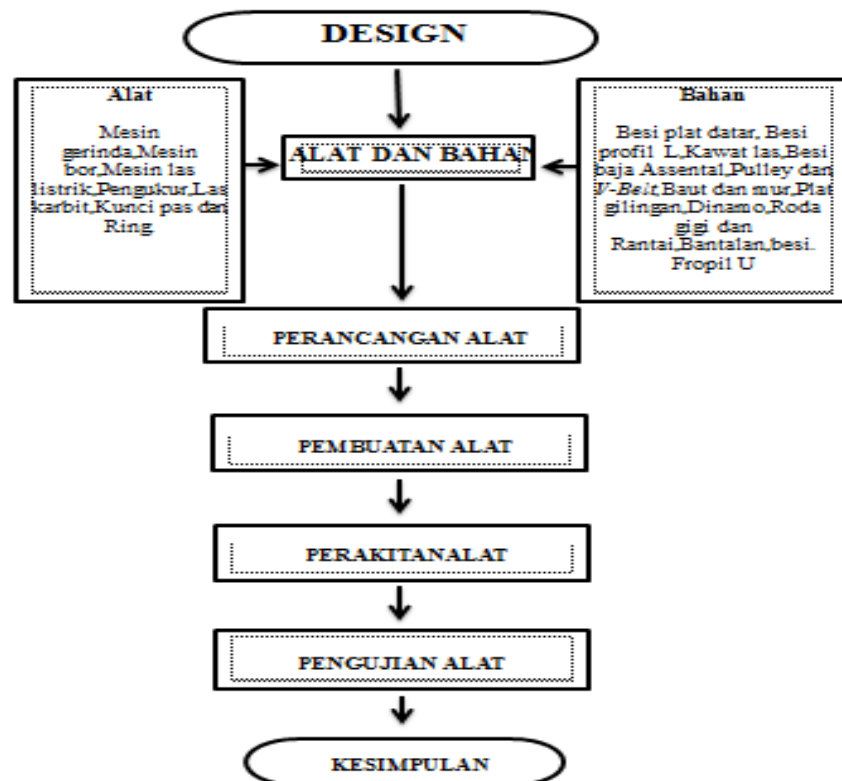 DESIGN
Alat
Mesin
gerinda,Mesin
bor,Mesin las
listrik,Pengukur,Las
karbit,Kunci pas dan
Ring.
ALAT DAN BAHAN
Bahan
Besi plat datar, Besi
profil L,Kawat las,Besi
baja Assental,Pulley dan
V-Belt,Baut dan mur,Plat
gilingan,Dinamo,Roda
gigi dan
Rantai,Bantalan,besi.
Fropil U
PERANCANGAN ALAT
PEMBUATAN ALAT
PERAKITANALAT
PENGUJIAN ALAT
KESIMPULAN